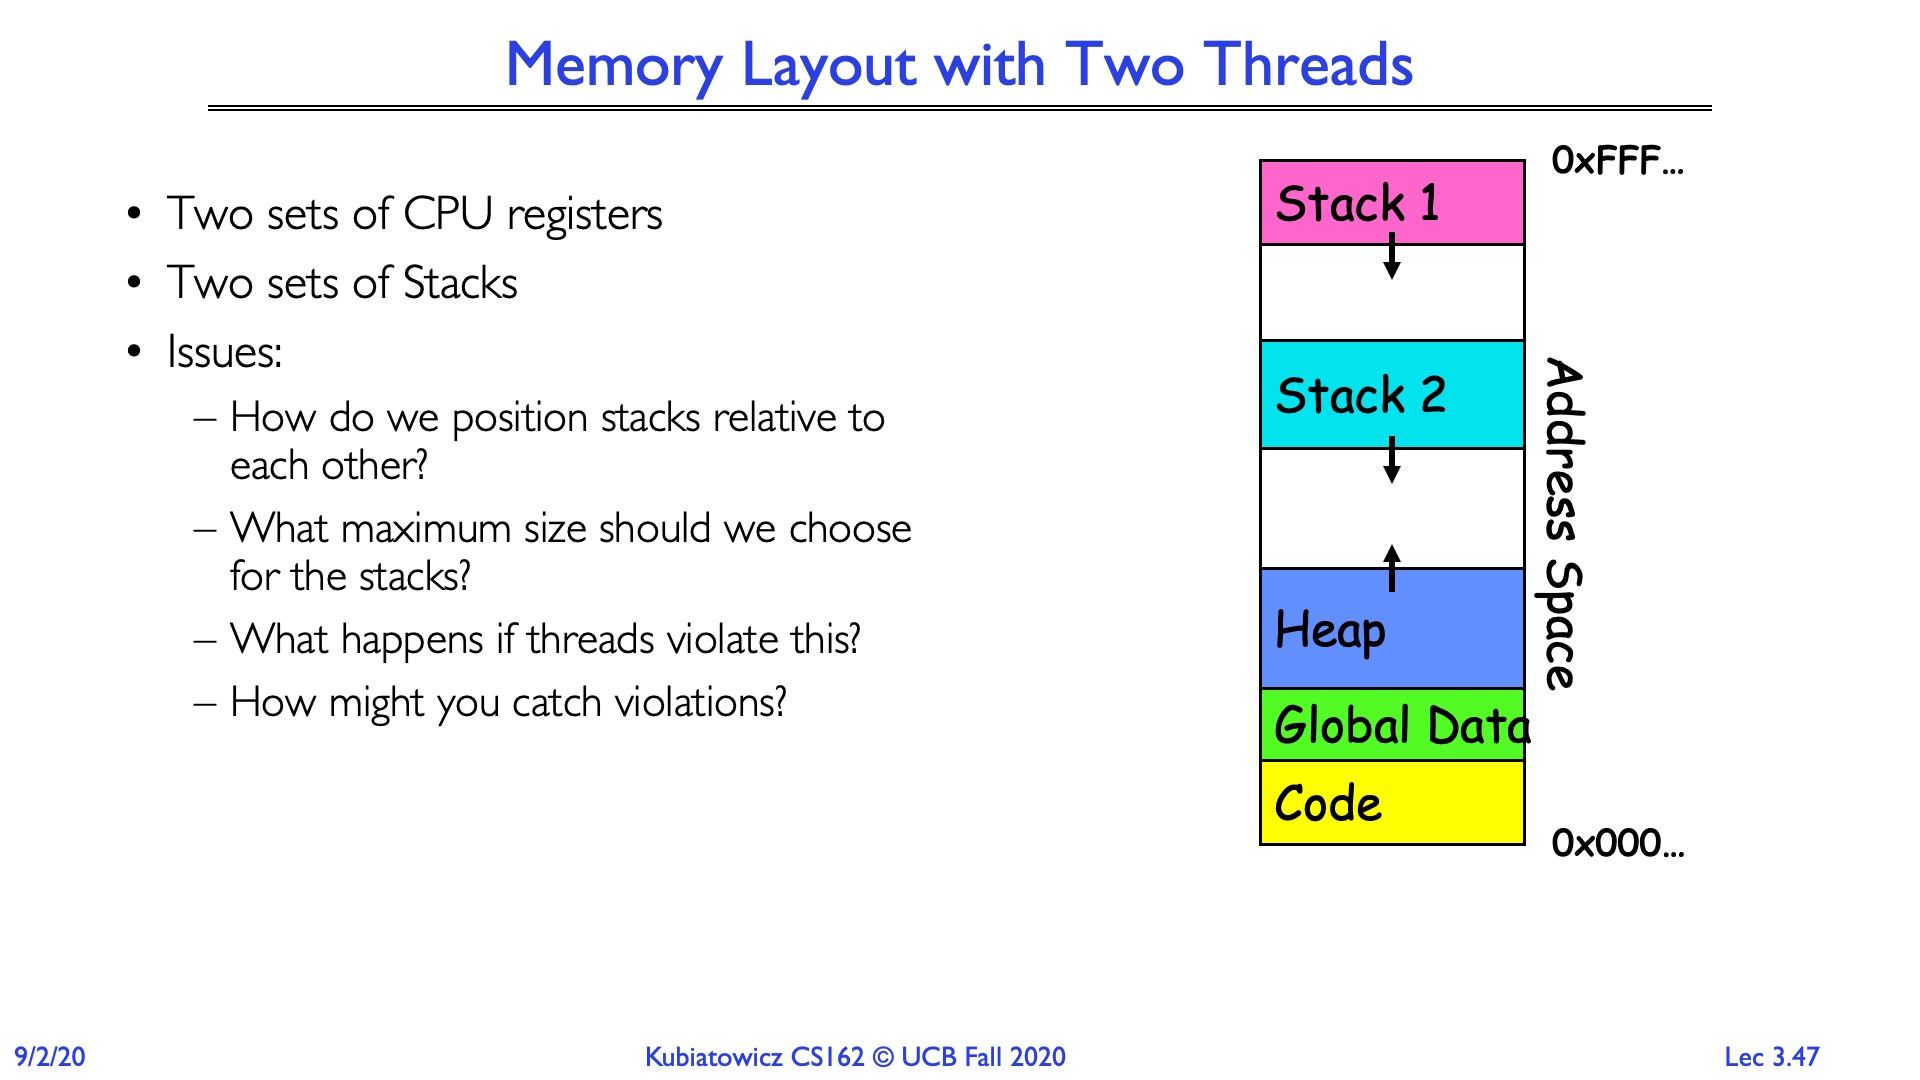 Memory Layout with Two Threads
• Two sets of CPU registers
• Two sets of Stacks
• Issues:
– How do we position stacks relative to
each other?
– What maximum size should we choose
for the stacks?
– What happens if threads violate this?
– How might you catch violations?
0xFFF…
Stack 1
Stack 2
Heap
Global Data
Code
Address Space
0x000…
9/2/20
Kubiatowicz CS162 © UCB Fall 2020
Lec 3.47